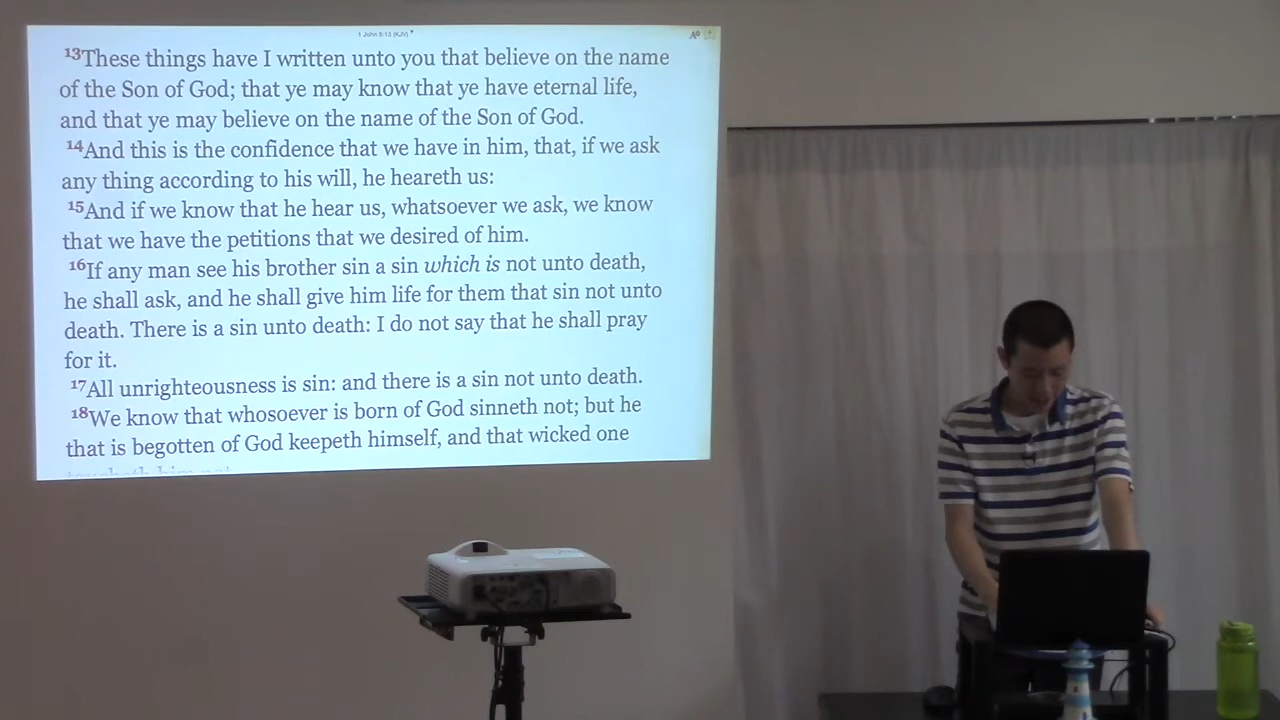 1 John 5:13 (KJV)
13These things have I written unto you that believe on the name
of the Son of God; that ye may know that ye have eternal life,
and that ye may believe on the name of the Son of God.
14And this is the confidence that we have in him, that, if we ask
any thing according to his will, he heareth us:
15And if we know that he hear us, whatsoever we ask, we know
that we have the petitions that we desired of him.
16If any man see his brother sin a sin which is not unto death,
he shall ask, and he shall give him life for them that sin not unto
death. There is a sin unto death: I do not say that he shall pray
for it.
17All unrighteousness is sin: and there is a sin not unto death.
18We know that whosoever is born of God sinneth not; but he
that is begotten of God keepeth himself, and that wicked one